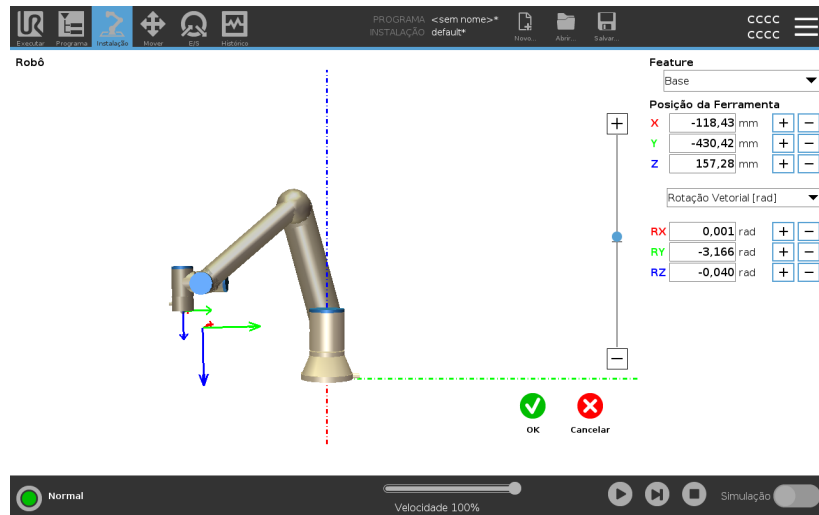 UR
Executar
Programa
Instalação
Mover
E/S
Histórico
PROGRAMA <sem nome>*
INSTALAÇÃO default*
Novo...
Abrir...
Salvar...
CCCC
CCCC
Robô
Feature
Base
Posição da Ferramenta
X -118,43 mm + −
Y -430,42 mm + −
Z 157,28 mm + −
Rotação Vetorial [rad]
RX 0,001 rad + −
RY -3,166 rad + −
RZ -0,040 rad + −
+
−
OK
Cancelar
Normal
Velocidade 100%
Simulação